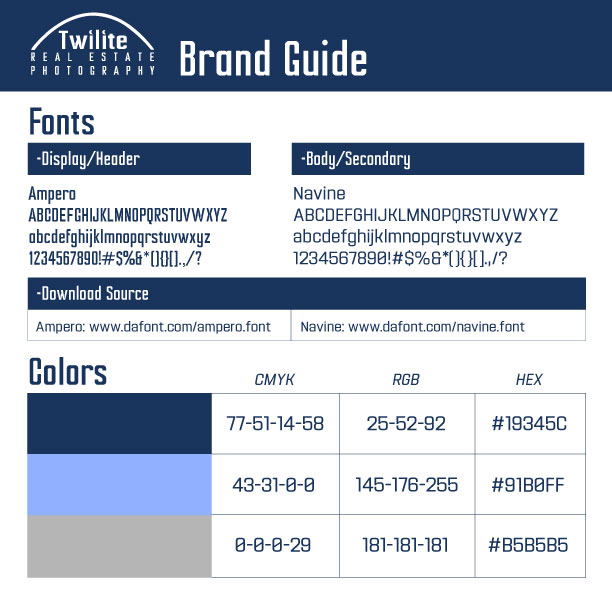 Twilite
REAL ESTATE
PHOTOGRAPHY
Brand Guide
Fonts
-Display/Header
Ampero
ABCDEFGHIJKLMNOPQRSTUVWXYZ
abcdefghijklmnopqrstuvwxyz
1234567890!#$%&*(){}[].,/?
-Body/Secondary
Navine
ABCDEFGHIJKLMNOPQRSTUVWXYZ
abcdefghijklmnopqrstuvwxyz
1234567890!#$%&*(){}[].,/?
-Download Source
Ampero: www.dafont.com/ampero.font
Navine: www.dafont.com/navine.font
Colors
CMYK RGB HEX
77-51-14-58 25-52-92 #19345C
43-31-0-0 145-176-255 #91B0FF
0-0-0-29 181-181-181 #B5B5B5